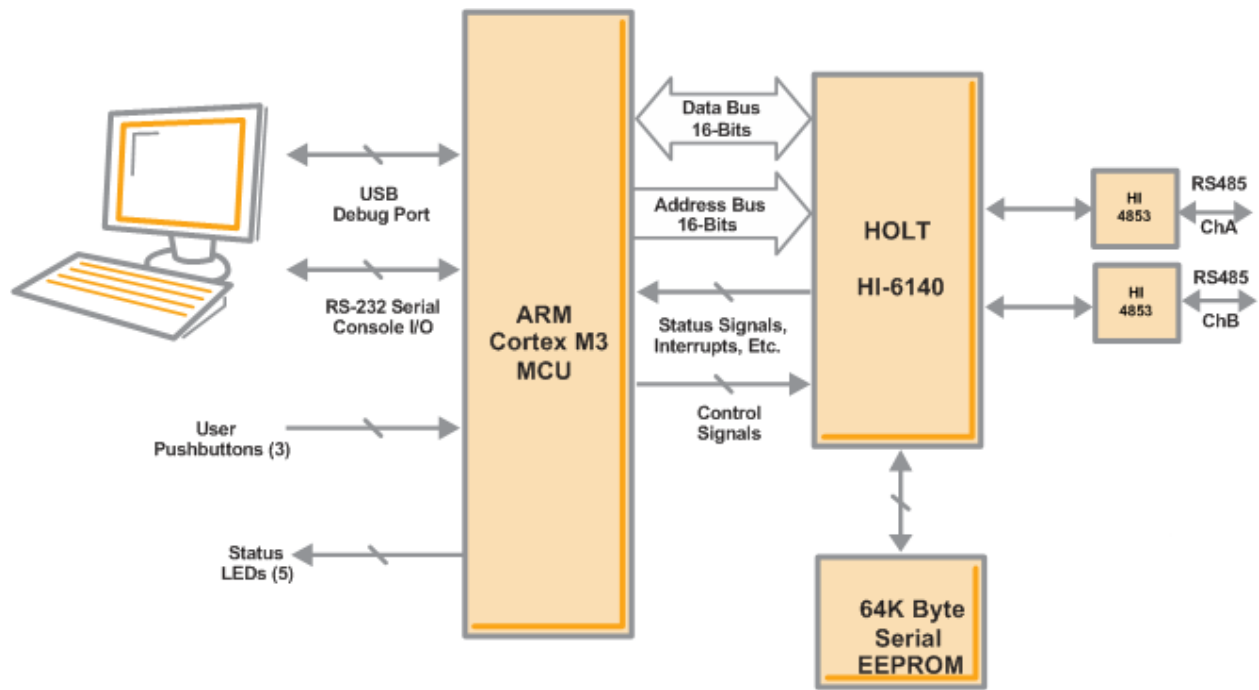 USB
Debug Port
RS-232 Serial
Console I/O
User
Pushbuttons (3)
Status
LEDs (5)
ARM
Cortex M3
MCU
Data Bus
16-Bits
Address Bus
16-Bits
Status Signals,
Interrupts, Etc.
Control
Signals
HOLT
HI-6140
HI
4853
RS485
ChA
HI
4853
RS485
ChB
64K Byte
Serial
EEPROM